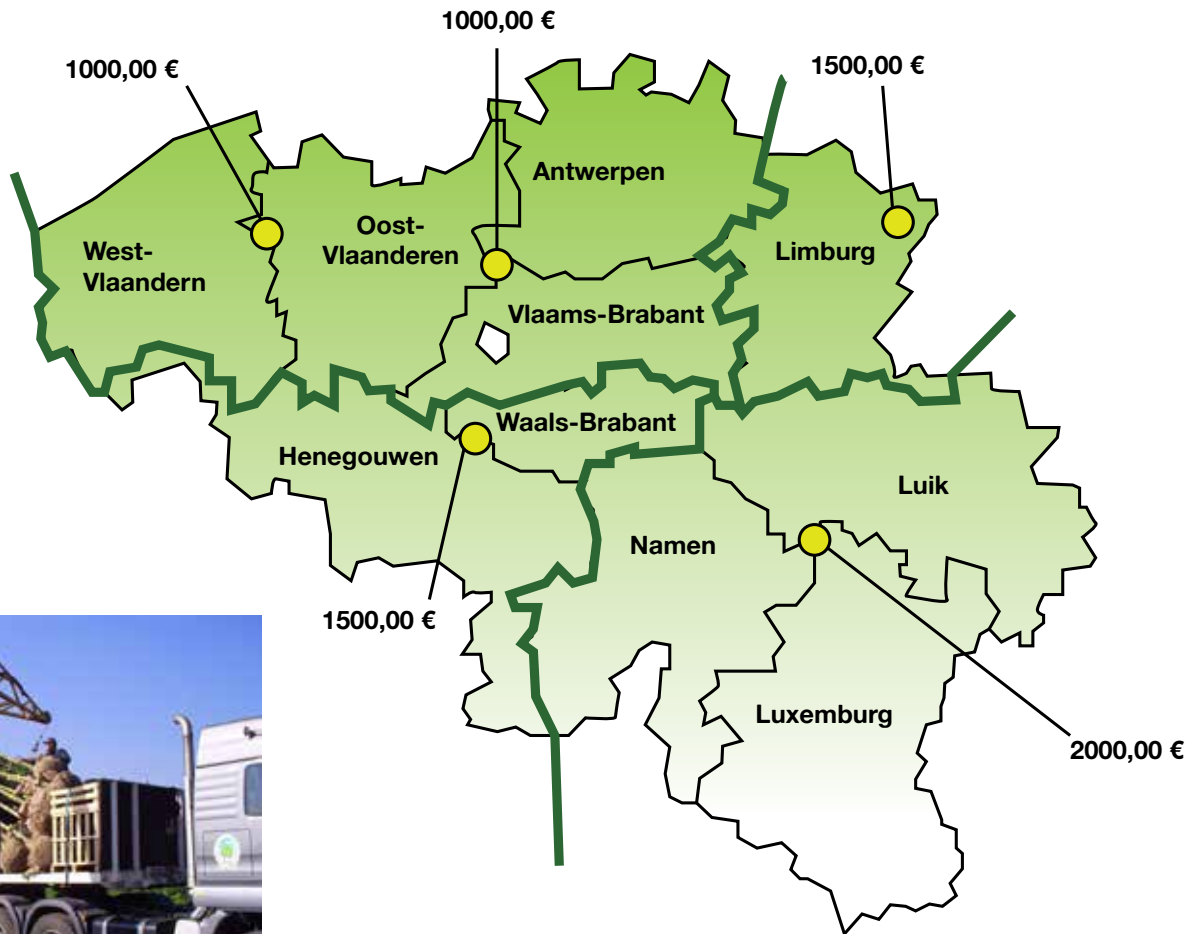 1000,00 €
1000,00 €
1500,00 €
Antwerpen
Oost-
Vlaanderen
West-
Vlaandern
Limburg
Vlaams-Brabant
Waals-Brabant
Henegouwen
Luik
Namen
1500,00 €
Luxemburg
2000,00 €